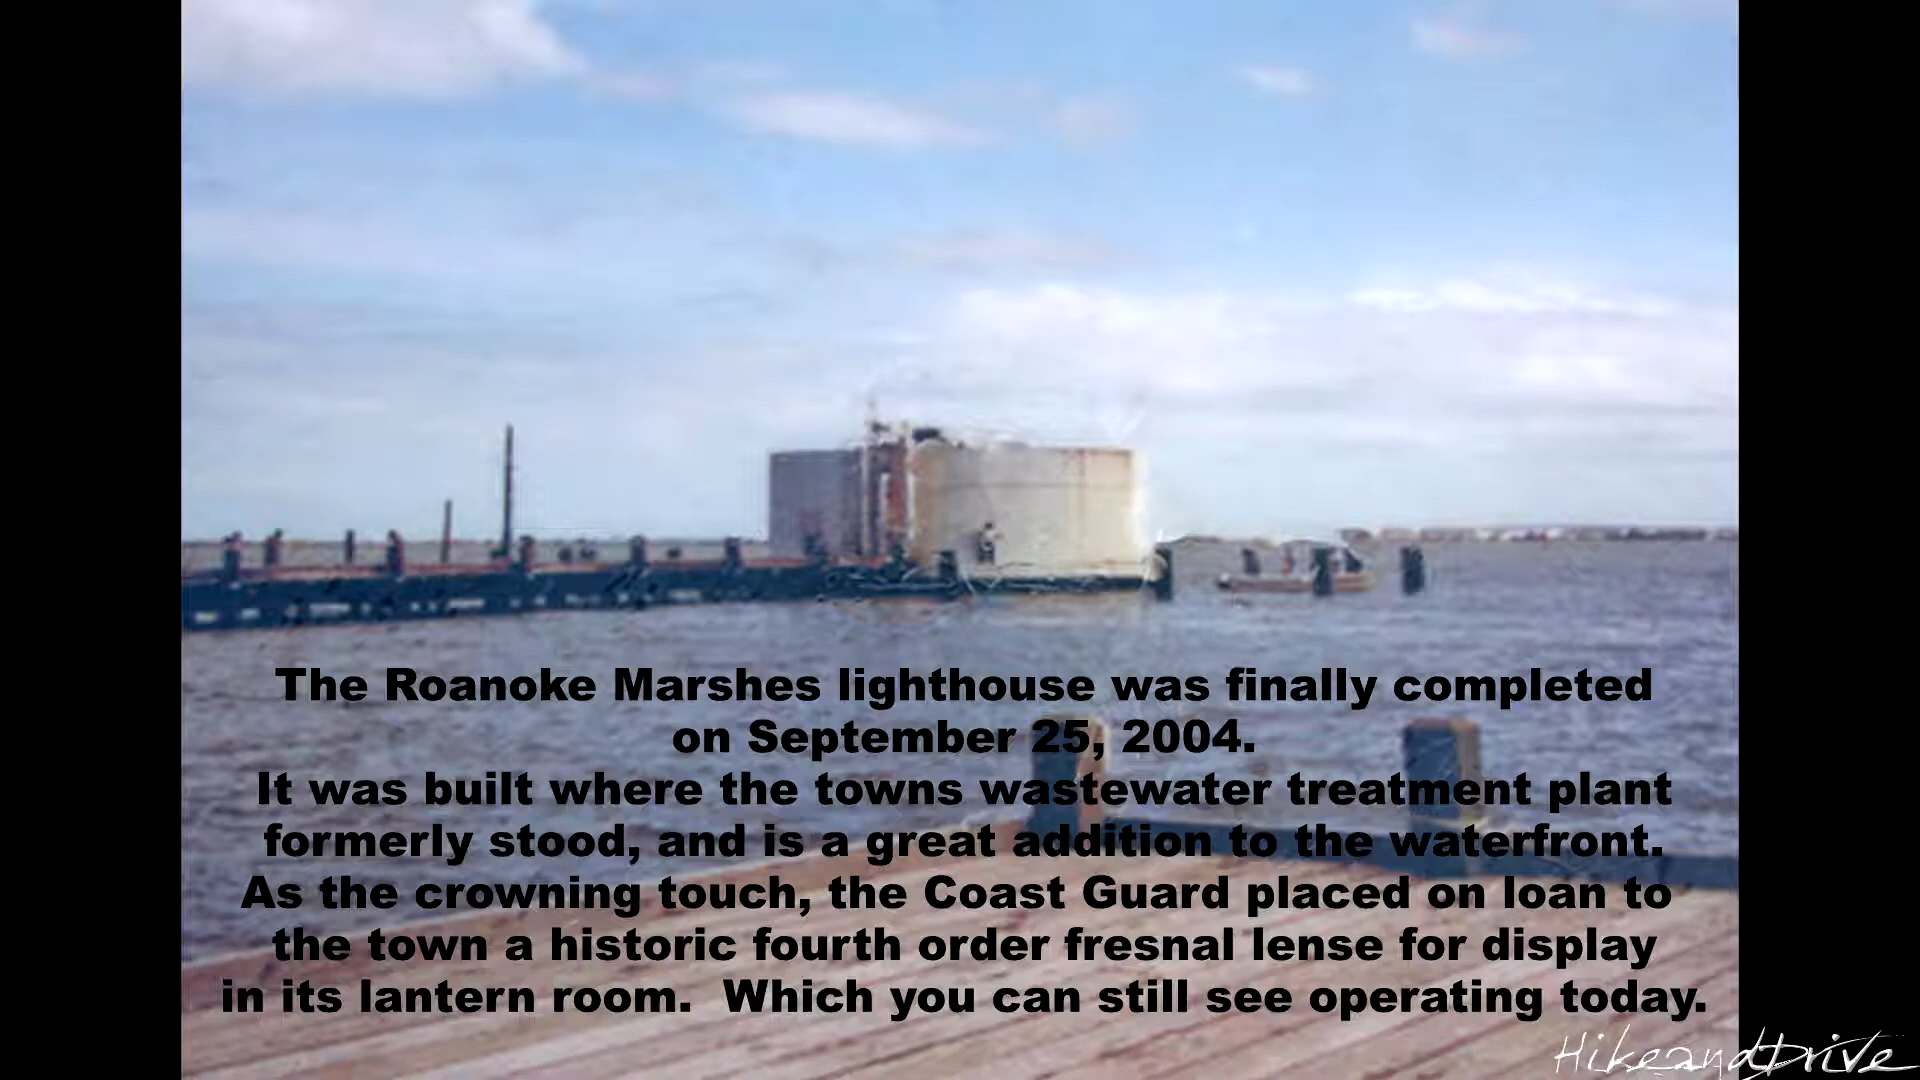 The Roanoke Marshes lighthouse was finally completed
on September 25, 2004.
It was built where the towns wastewater treatment plant
formerly stood, and is a great addition to the waterfront.
As the crowning touch, the Coast Guard placed on loan to
the town a historic fourth order fresnal lense for display
in its lantern room.  Which you can still see operating today.
HikeandDrive